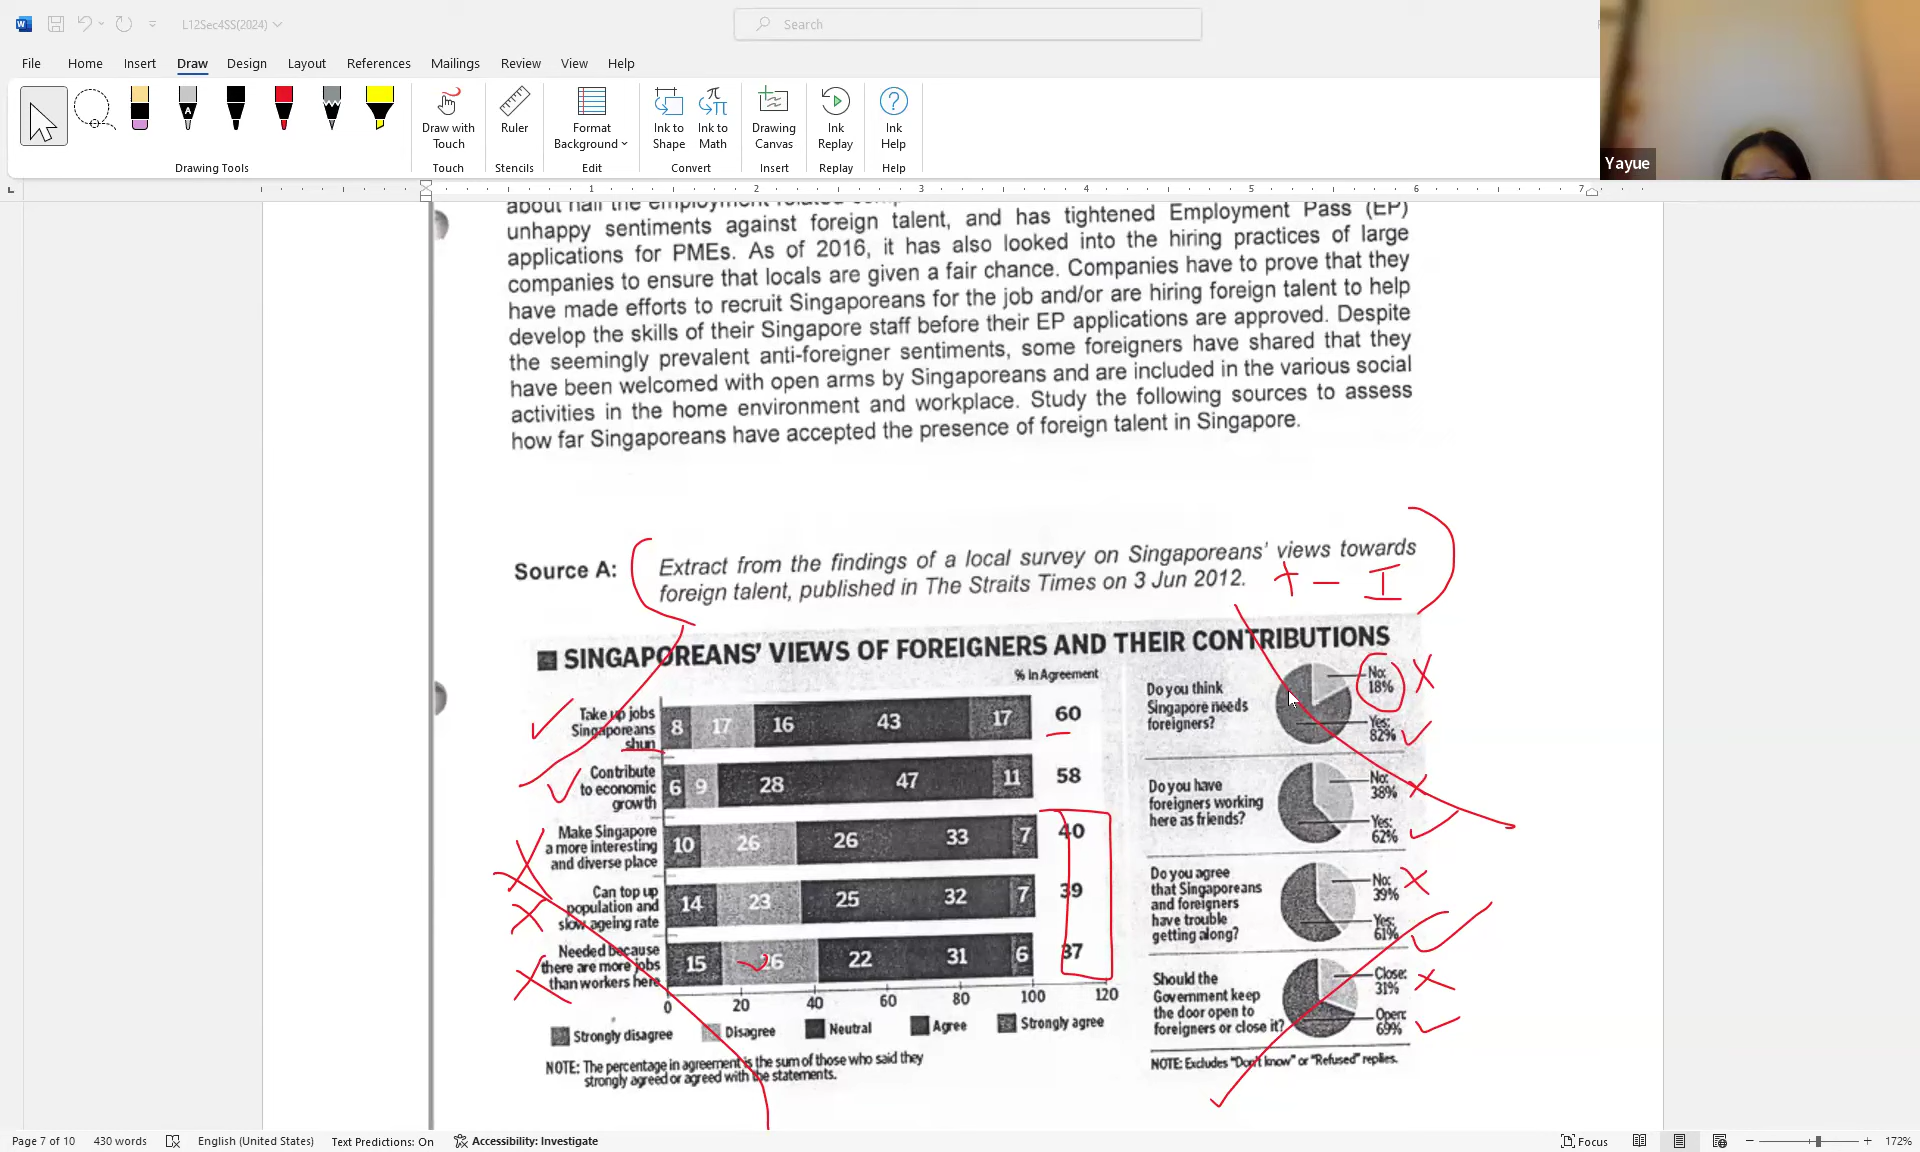 L12Sec4SS(2024)
Search
File Home Insert Draw Design Layout References Mailings Review View Help
Draw with Touch
Ruler
Format Background
Ink to Shape
Ink to Math
Drawing Canvas
Ink Replay
Ink Help
Drawing Tools Touch Stencils Edit Convert Insert Replay Help
Yayue
1 2 3 4 5 6 7
about half the employment related
unhappy sentiments against foreign talent, and has tightened Employment Pass (EP)
applications for PMEs. As of 2016, it has also looked into the hiring practices of large
companies to ensure that locals are given a fair chance. Companies have to prove that they
have made efforts to recruit Singaporeans for the job and/or are hiring foreign talent to help
develop the skills of their Singapore staff before their EP applications are approved. Despite
the seemingly prevalent anti-foreigner sentiments, some foreigners have shared that they
have been welcomed with open arms by Singaporeans and are included in the various social
activities in the home environment and workplace. Study the following sources to assess
how far Singaporeans have accepted the presence of foreign talent in Singapore.
Source A: Extract from the findings of a local survey on Singaporeans' views towards
foreign talent, published in The Straits Times on 3 Jun 2012. + - I
SINGAPOREANS' VIEWS OF FOREIGNERS AND THEIR CONTRIBUTIONS
% In Agreement
Take up jobs
Singaporeans
shun
8 17 16 43 17 60
Contribute
to economic
growth
6 9 28 47 11 58
Make Singapore
a more interesting
and diverse place
10 26 26 33 7 40
Can top up
population and
slow ageing rate
14 23 25 32 7 39
Needed because
there are more jobs
than workers here
15 26 22 31 6 37
0 20 40 60 80 100 120
Strongly disagree Disagree Neutral Agree Strongly agree
NOTE: The percentage in agreement is the sum of those who said they
strongly agreed or agreed with the statements.
Do you think
Singapore needs
foreigners?
No:
18%
Yes:
82%
Do you have
foreigners working
here as friends?
No:
38%
Yes:
62%
Do you agree
that Singaporeans
and foreigners
have trouble
getting along?
No:
39%
Yes:
61%
Should the
Government keep
the door open to
foreigners or close it?
Close:
31%
Open:
69%
NOTE: Excludes "Don't know" or "Refused" replies.
Page 7 of 10 430 words English (United States) Text Predictions: On Accessibility: Investigate Focus 172%